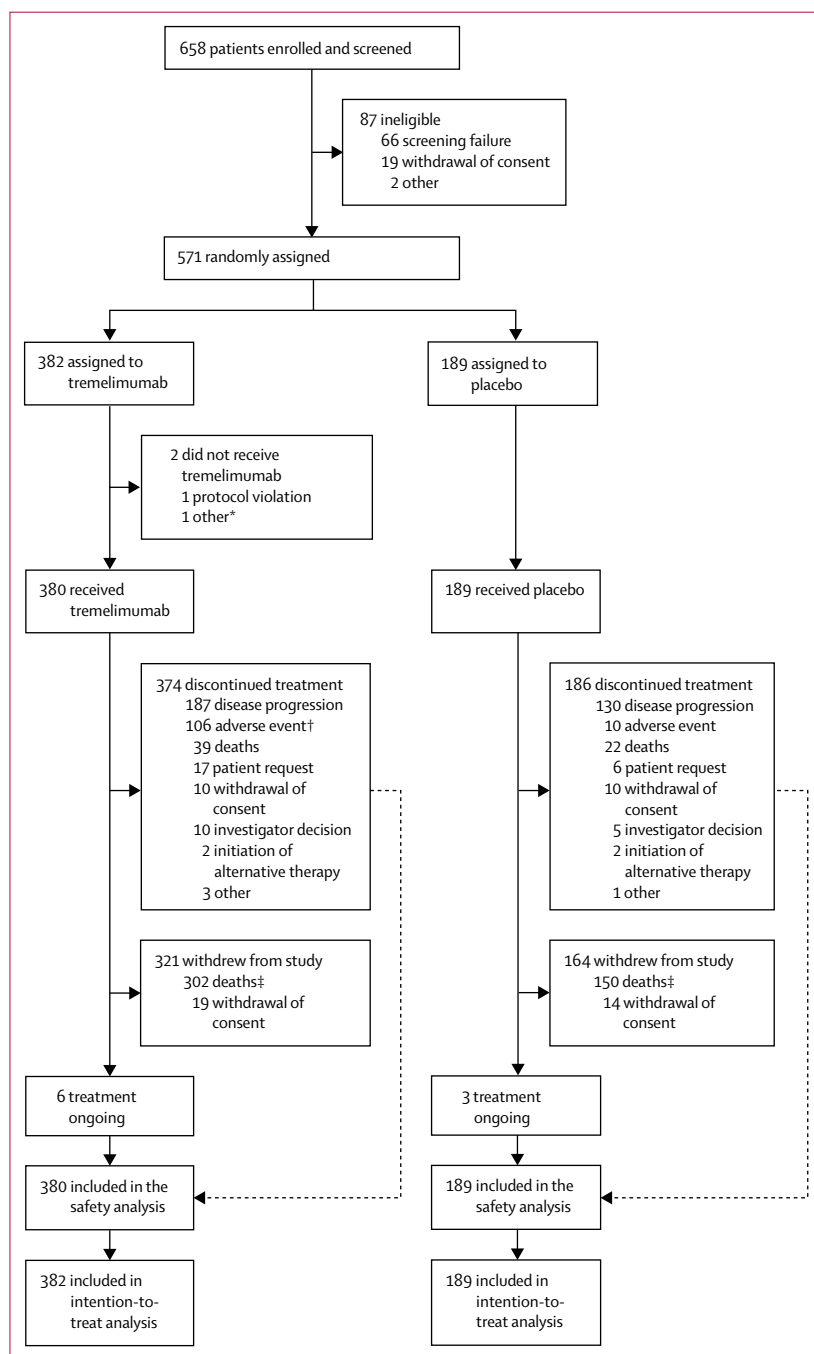 658 patients enrolled and screened
87 ineligible
66 screening failure
19 withdrawal of consent
2 other
571 randomly assigned
382 assigned to
tremelimumab
189 assigned to
placebo
2 did not receive
tremelimumab
1 protocol violation
1 other*
380 received
tremelimumab
189 received placebo
374 discontinued treatment
187 disease progression
106 adverse event†
39 deaths
17 patient request
10 withdrawal of
consent
10 investigator decision
2 initiation of
alternative therapy
3 other
186 discontinued treatment
130 disease progression
10 adverse event
22 deaths
6 patient request
10 withdrawal of
consent
5 investigator decision
2 initiation of
alternative therapy
1 other
321 withdrew from study
302 deaths‡
19 withdrawal of
consent
164 withdrew from study
150 deaths‡
14 withdrawal of
consent
6 treatment
ongoing
3 treatment
ongoing
380 included in the
safety analysis
189 included in the
safety analysis
382 included in
intention-to-
treat analysis
189 included in
intention-to-
treat analysis